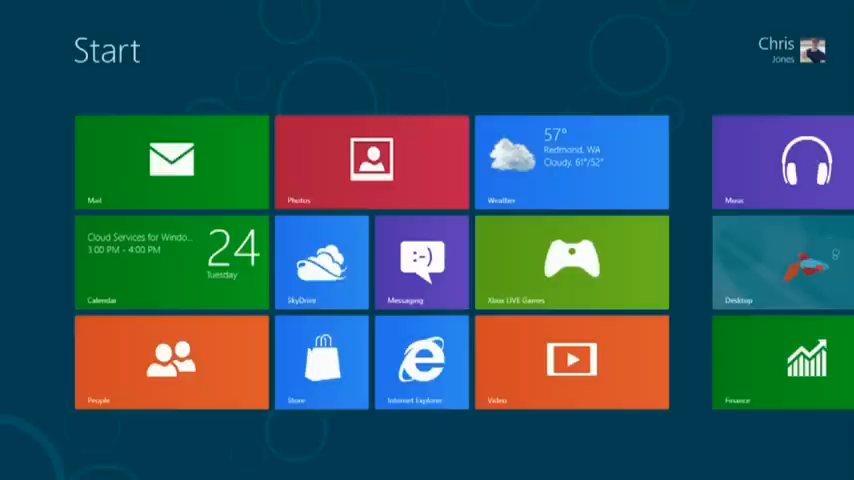 Start
Chris
Jones
Mail
Photos
57°
Redmond, WA
Cloudy, 61°/52°
Weather
Music
Cloud Services for Windo...
3:00 PM - 4:00 PM
24
Tuesday
Calendar
SkyDrive
:-)
Messaging
Xbox LIVE Games
Desktop
People
Store
Internet Explorer
Video
Finance